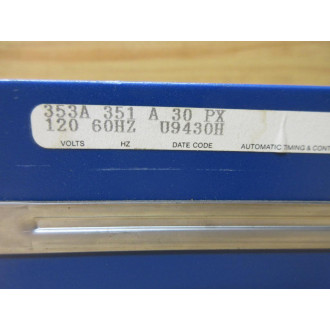 353A 351 A 30 PX
120 60HZ U9430H
VOLTS HZ DATE CODE AUTOMATIC TIMING & CONT